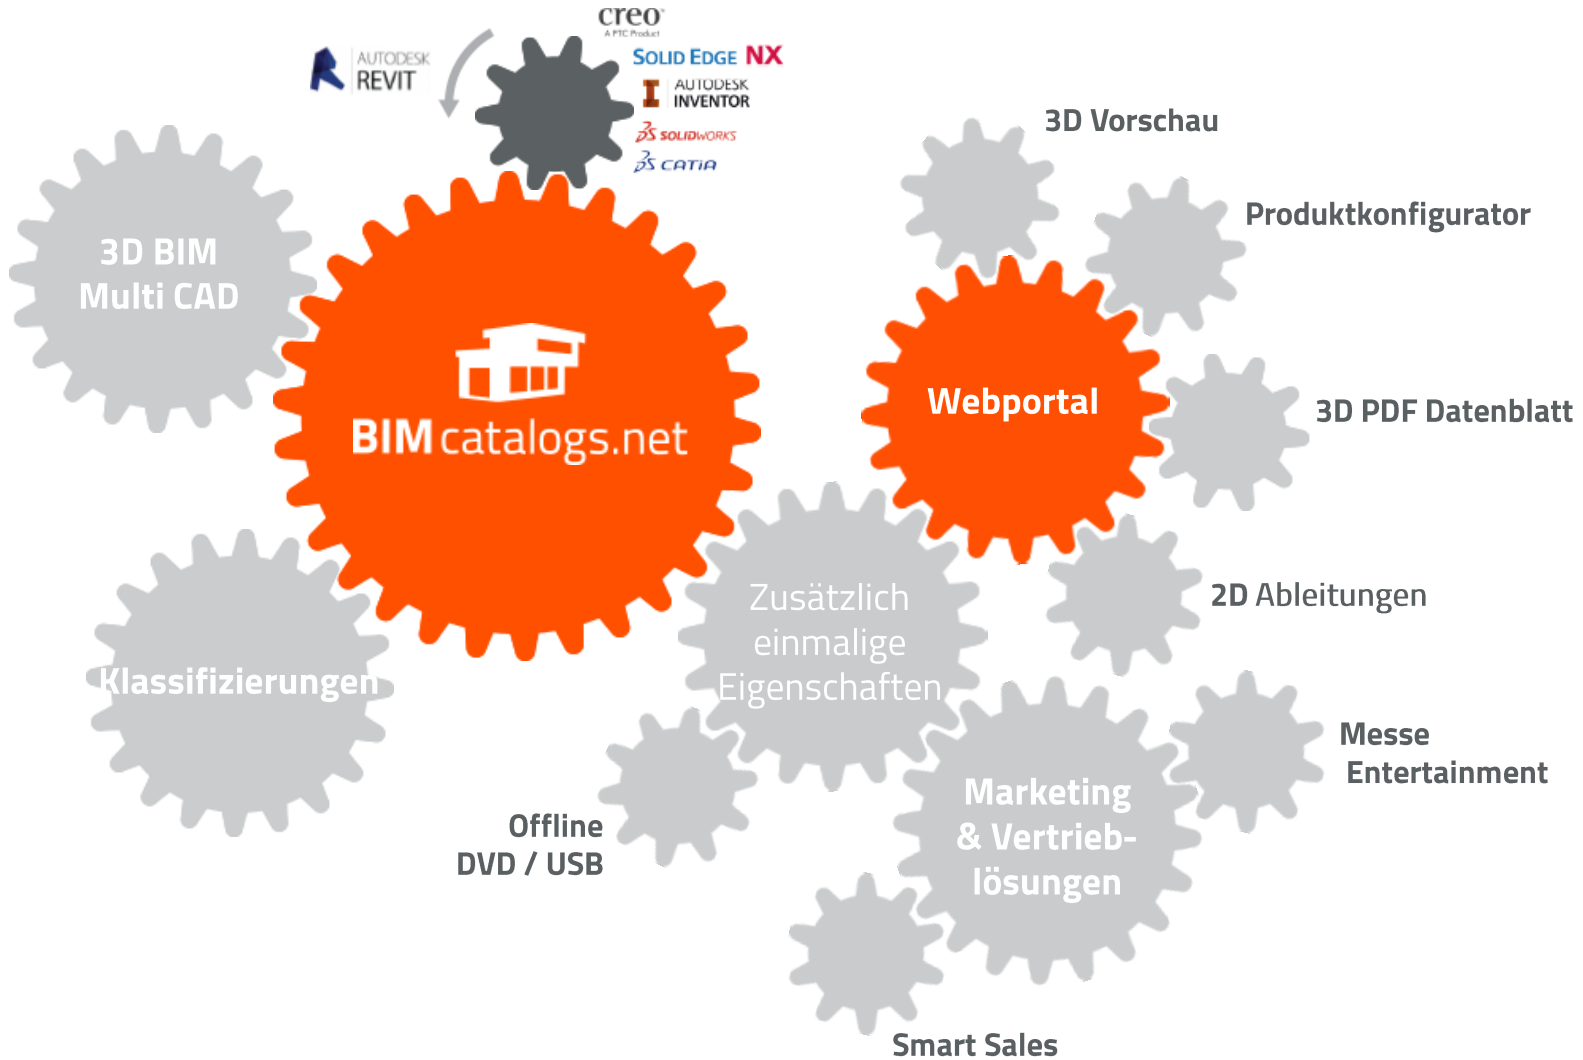 creo
A PTC Product
AUTODESK
REVIT
SOLID EDGE NX
AUTODESK
INVENTOR
SOLIDWORKS
CATIA
3D BIM
Multi CAD
BIMcatalogs.net
Klassifizierungen
3D Vorschau
Produktkonfigurator
Webportal
3D PDF Datenblatt
2D Ableitungen
Zusätzlich
einmalige
Eigenschaften
Offline
DVD / USB
Marketing
& Vertrieb-
lösungen
Messe
Entertainment
Smart Sales